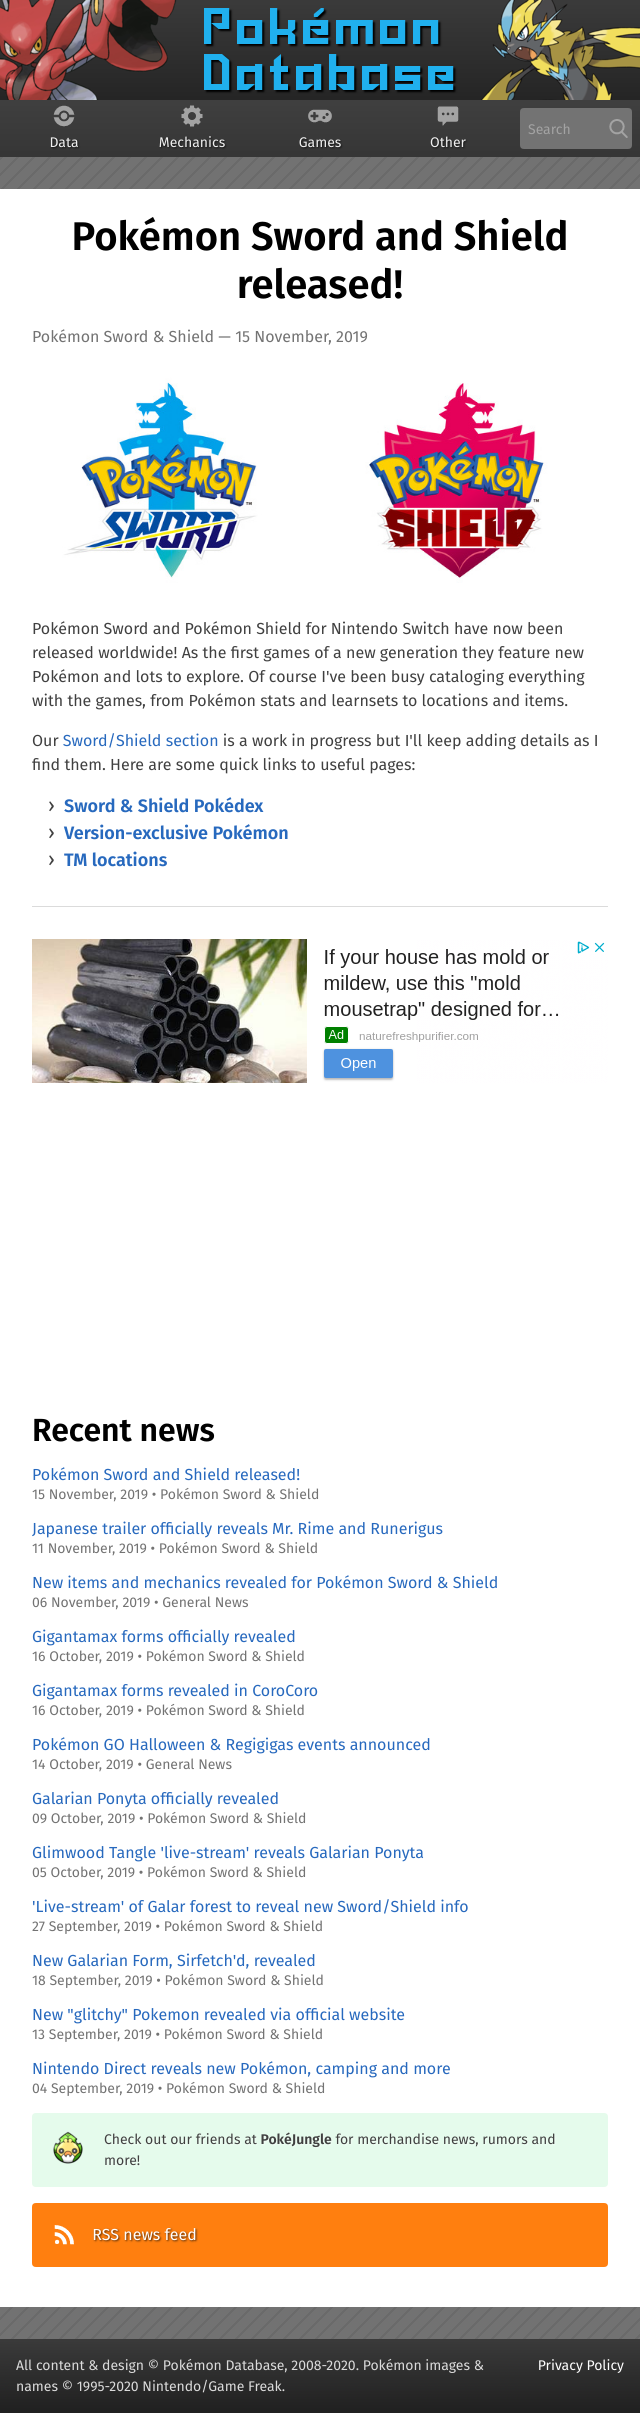 Pokémon
Database
Data
Mechanics
Games
Other
Search
Pokémon Sword and Shield
released!
Pokémon Sword & Shield — 15 November, 2019
POKéMON
SWORD
™
POKéMON
SHIELD
™
Pokémon Sword and Pokémon Shield for Nintendo Switch have now been
released worldwide! As the first games of a new generation they feature new
Pokémon and lots to explore. Of course I've been busy cataloging everything
with the games, from Pokémon stats and learnsets to locations and items.
Our Sword/Shield section is a work in progress but I'll keep adding details as I
find them. Here are some quick links to useful pages:
› Sword & Shield Pokédex
› Version-exclusive Pokémon
› TM locations
If your house has mold or
mildew, use this "mold
mousetrap" designed for…
Ad naturefreshpurifier.com
Open
Recent news
Pokémon Sword and Shield released!
15 November, 2019 • Pokémon Sword & Shield
Japanese trailer officially reveals Mr. Rime and Runerigus
11 November, 2019 • Pokémon Sword & Shield
New items and mechanics revealed for Pokémon Sword & Shield
06 November, 2019 • General News
Gigantamax forms officially revealed
16 October, 2019 • Pokémon Sword & Shield
Gigantamax forms revealed in CoroCoro
16 October, 2019 • Pokémon Sword & Shield
Pokémon GO Halloween & Regigigas events announced
14 October, 2019 • General News
Galarian Ponyta officially revealed
09 October, 2019 • Pokémon Sword & Shield
Glimwood Tangle 'live-stream' reveals Galarian Ponyta
05 October, 2019 • Pokémon Sword & Shield
'Live-stream' of Galar forest to reveal new Sword/Shield info
27 September, 2019 • Pokémon Sword & Shield
New Galarian Form, Sirfetch'd, revealed
18 September, 2019 • Pokémon Sword & Shield
New "glitchy" Pokemon revealed via official website
13 September, 2019 • Pokémon Sword & Shield
Nintendo Direct reveals new Pokémon, camping and more
04 September, 2019 • Pokémon Sword & Shield
Check out our friends at PokéJungle for merchandise news, rumors and
more!
RSS news feed
All content & design © Pokémon Database, 2008-2020. Pokémon images &
names © 1995-2020 Nintendo/Game Freak.
Privacy Policy